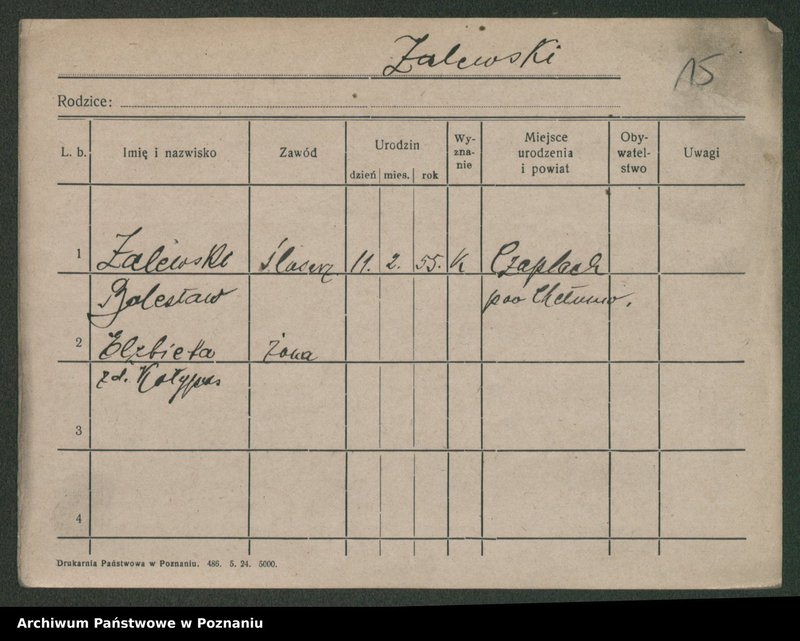 Zalewski
15
Rodzice:
L. b. Imię i nazwisko Zawód Urodzin dzień mies. rok Wy-zna-nie Miejsce urodzenia i powiat Oby-watel-stwo Uwagi
1 Zalewski ślusarz 11. 2. 55. K Czaplach
Bolesław pow Chełmno.
2 Elżbieta żona
zd.
3
4
Drukarnia Państwowa w Poznaniu. 486. 5. 24. 5000.
Archiwum Państwowe w Poznaniu